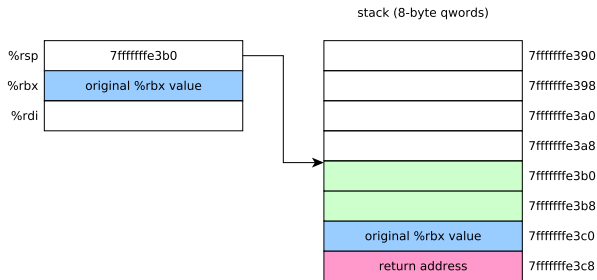 stack (8-byte qwords)
%rsp 7fffffffe3b0 7fffffffe390
%rbx original %rbx value 7fffffffe398
%rdi 7fffffffe3a0
7fffffffe3a8
7fffffffe3b0
7fffffffe3b8
original %rbx value 7fffffffe3c0
return address 7fffffffe3c8